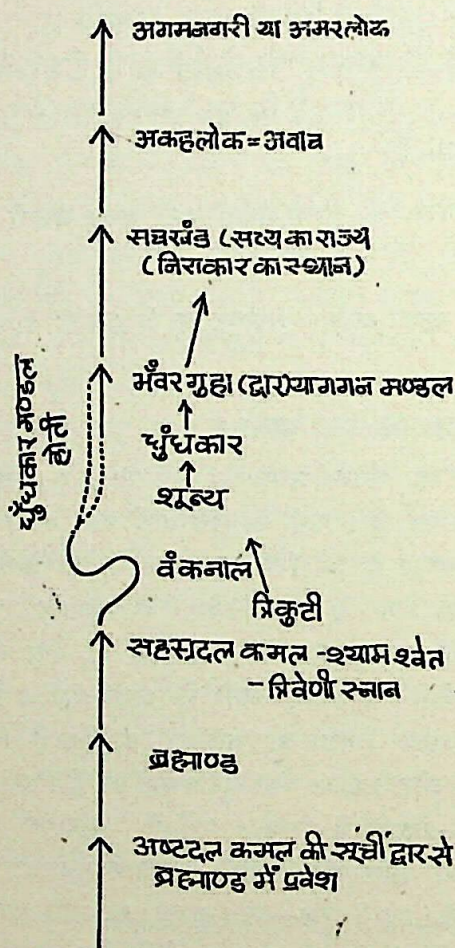 अगमनगरी या अमरलोक
अकहलोक=अवाच
सचखंड (सत्य का राज्य
(निराकार का स्थान)
भँवर गुहा (द्वार) या गगन मण्डल
धुँधकार
शून्य
धुँधकार मण्डल
होती
वंकनाल
त्रिकुटी
सहस्रदल कमल -श्याम श्वेत
-त्रिवेणी स्नान
ब्रह्माण्ड
अष्टदल कमल की सूंची द्वार से
ब्रह्माण्ड में प्रवेश